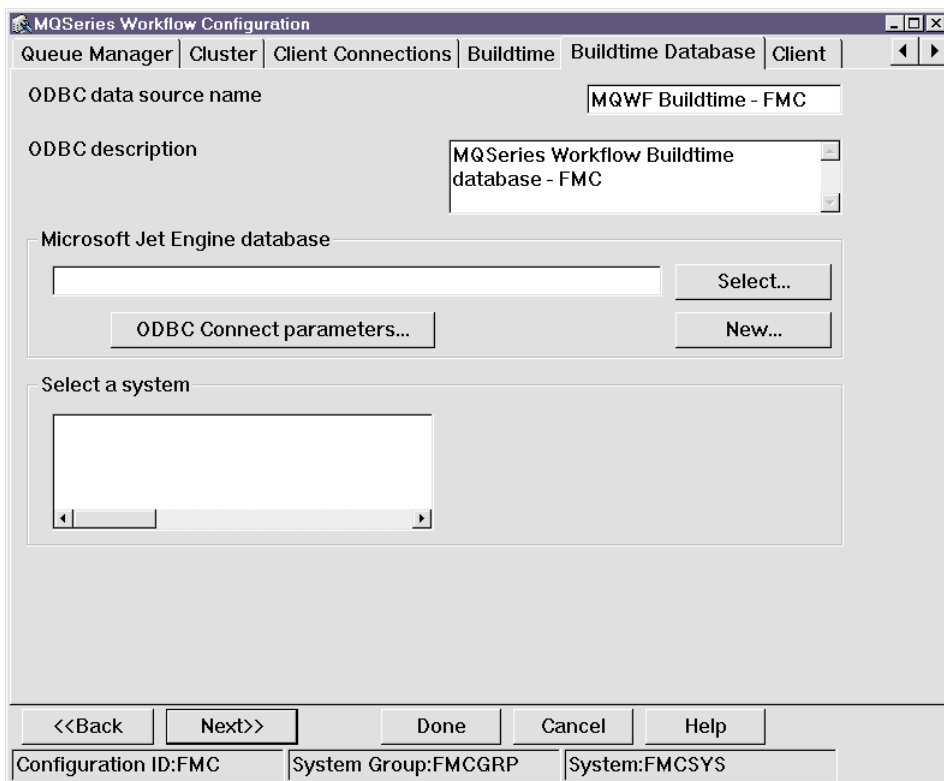 MQSeries Workflow Configuration
Queue Manager Cluster Client Connections Buildtime Buildtime Database Client
ODBC data source name
MQWF Buildtime - FMC
ODBC description
MQSeries Workflow Buildtime
database - FMC
Microsoft Jet Engine database
Select...
ODBC Connect parameters...
New...
Select a system
<<Back Next>> Done Cancel Help
Configuration ID:FMC System Group:FMCGRP System:FMCSYS